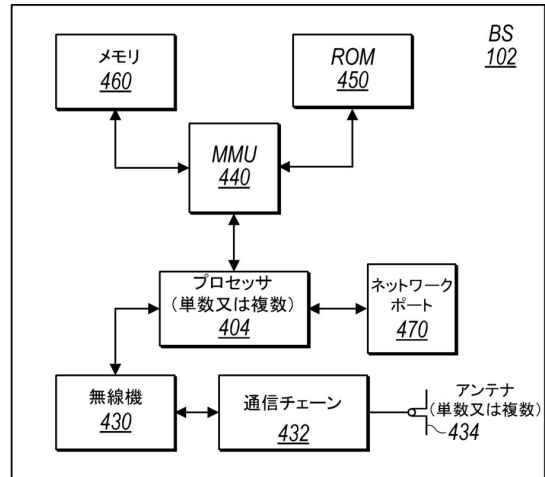 BS
102
メモリ
460
ROM
450
MMU
440
プロセッサ
(単数又は複数)
404
ネットワーク
ポート
470
無線機
430
通信チェーン
432
アンテナ
(単数又は複数)
434